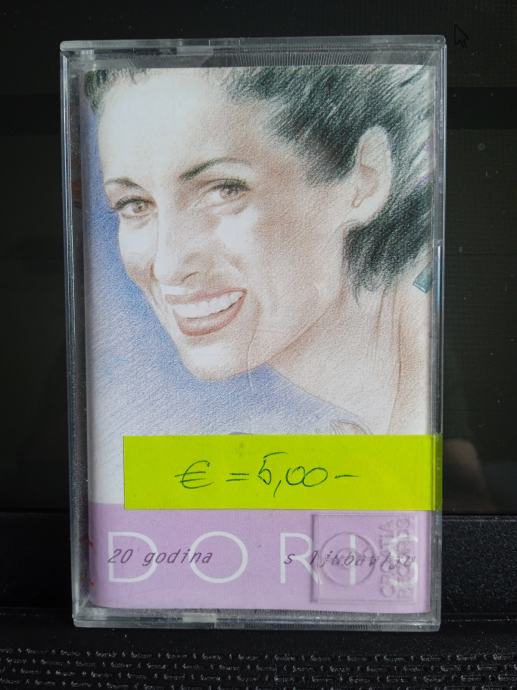 € = 5,00-
DORIS
20 godina s ljubavlju
CROATIA
RECORDS